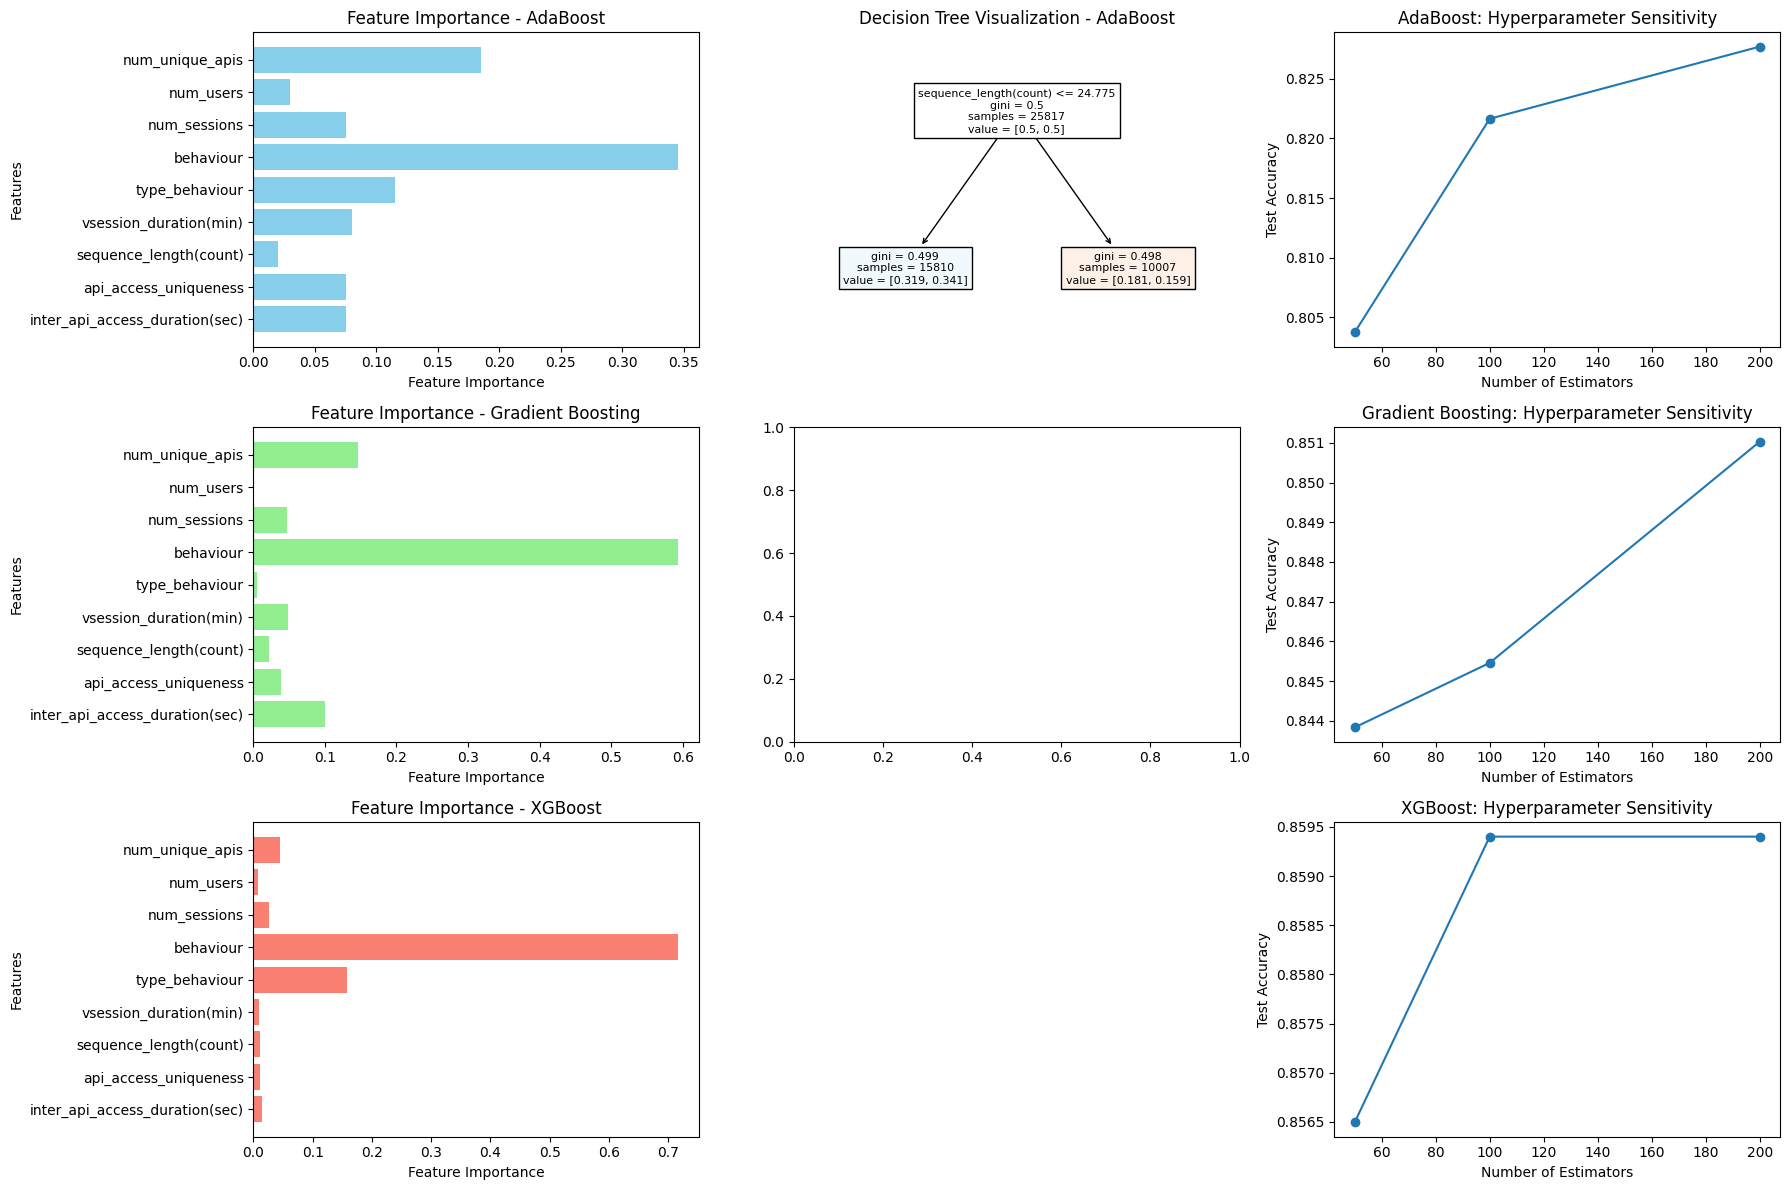 Feature Importance - AdaBoost
Features
num_unique_apis
num_users
num_sessions
behaviour
type_behaviour
vsession_duration(min)
sequence_length(count)
api_access_uniqueness
inter_api_access_duration(sec)
0.00 0.05 0.10 0.15 0.20 0.25 0.30 0.35
Feature Importance
Decision Tree Visualization - AdaBoost
sequence_length(count) <= 24.775
gini = 0.5
samples = 25817
value = [0.5, 0.5]
gini = 0.499
samples = 15810
value = [0.319, 0.341]
gini = 0.498
samples = 10007
value = [0.181, 0.159]
AdaBoost: Hyperparameter Sensitivity
Test Accuracy
0.825
0.820
0.815
0.810
0.805
60 80 100 120 140 160 180 200
Number of Estimators
Feature Importance - Gradient Boosting
Features
num_unique_apis
num_users
num_sessions
behaviour
type_behaviour
vsession_duration(min)
sequence_length(count)
api_access_uniqueness
inter_api_access_duration(sec)
0.0 0.1 0.2 0.3 0.4 0.5 0.6
Feature Importance
1.0
0.8
0.6
0.4
0.2
0.0
0.0 0.2 0.4 0.6 0.8 1.0
Gradient Boosting: Hyperparameter Sensitivity
Test Accuracy
0.851
0.850
0.849
0.848
0.847
0.846
0.845
0.844
60 80 100 120 140 160 180 200
Number of Estimators
Feature Importance - XGBoost
Features
num_unique_apis
num_users
num_sessions
behaviour
type_behaviour
vsession_duration(min)
sequence_length(count)
api_access_uniqueness
inter_api_access_duration(sec)
0.0 0.1 0.2 0.3 0.4 0.5 0.6 0.7
Feature Importance
XGBoost: Hyperparameter Sensitivity
Test Accuracy
0.8595
0.8590
0.8585
0.8580
0.8575
0.8570
0.8565
60 80 100 120 140 160 180 200
Number of Estimators